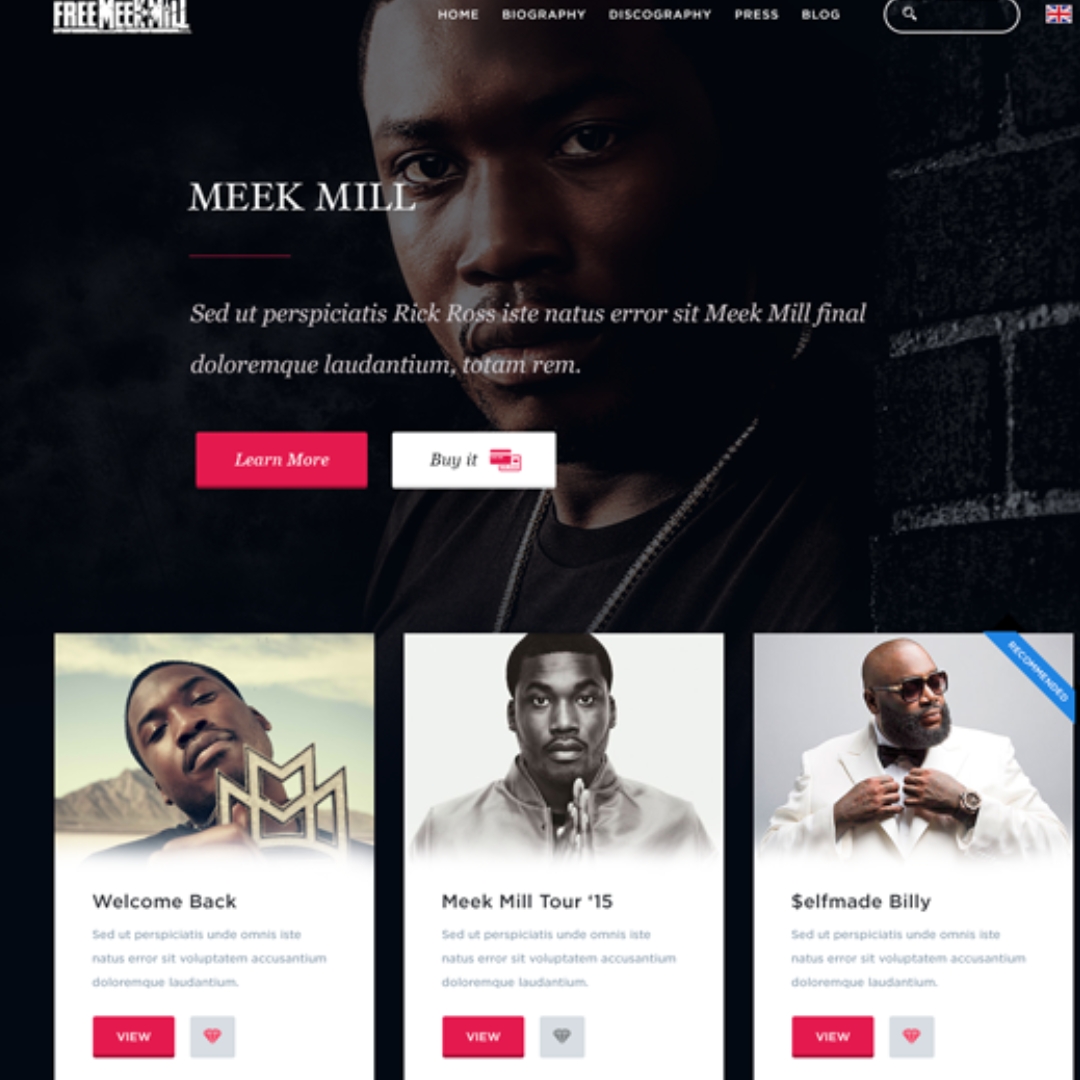 FREEMEEKMILL
HOME BIOGRAPHY DISCOGRAPHY PRESS BLOG
MEEK MILL
Sed ut perspiciatis Rick Ross iste natus error sit Meek Mill final
doloremque laudantium, totam rem.
Learn More Buy it
RECOMMENDED
Welcome Back
Sed ut perspiciatis unde omnis iste
natus error sit voluptatem accusantium
doloremque laudantium.
VIEW
Meek Mill Tour '15
Sed ut perspiciatis unde omnis iste
natus error sit voluptatem accusantium
doloremque laudantium.
VIEW
$elfmade Billy
Sed ut perspiciatis unde omnis iste
natus error sit voluptatem accusantium
doloremque laudantium.
VIEW